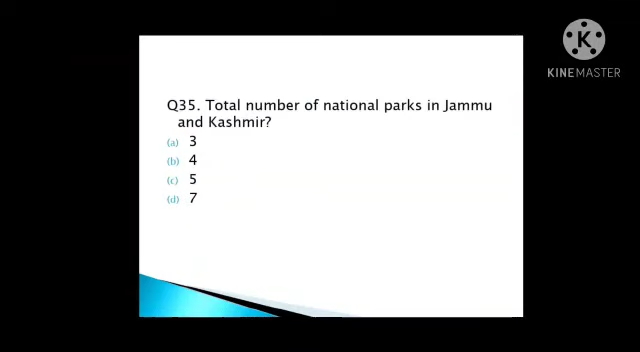 K
KINEMASTER
Q35. Total number of national parks in Jammu
and Kashmir?
(a) 3
(b) 4
(c) 5
(d) 7